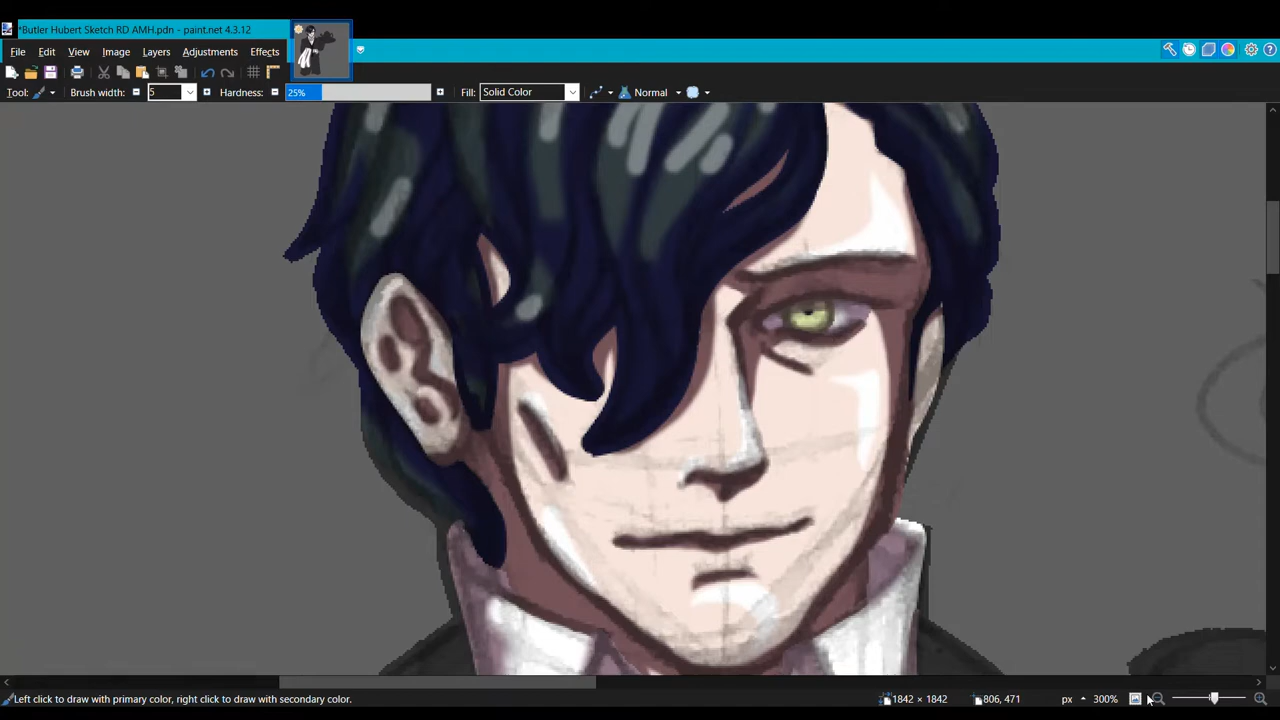 *Butler Hubert Sketch RD AMH.pdn - paint.net 4.3.12
File Edit View Image Layers Adjustments Effects
Tool: Brush width: 5 Hardness: 25% Fill: Solid Color Normal
Left click to draw with primary color, right click to draw with secondary color. 1842 × 1842 806, 471 px 300%